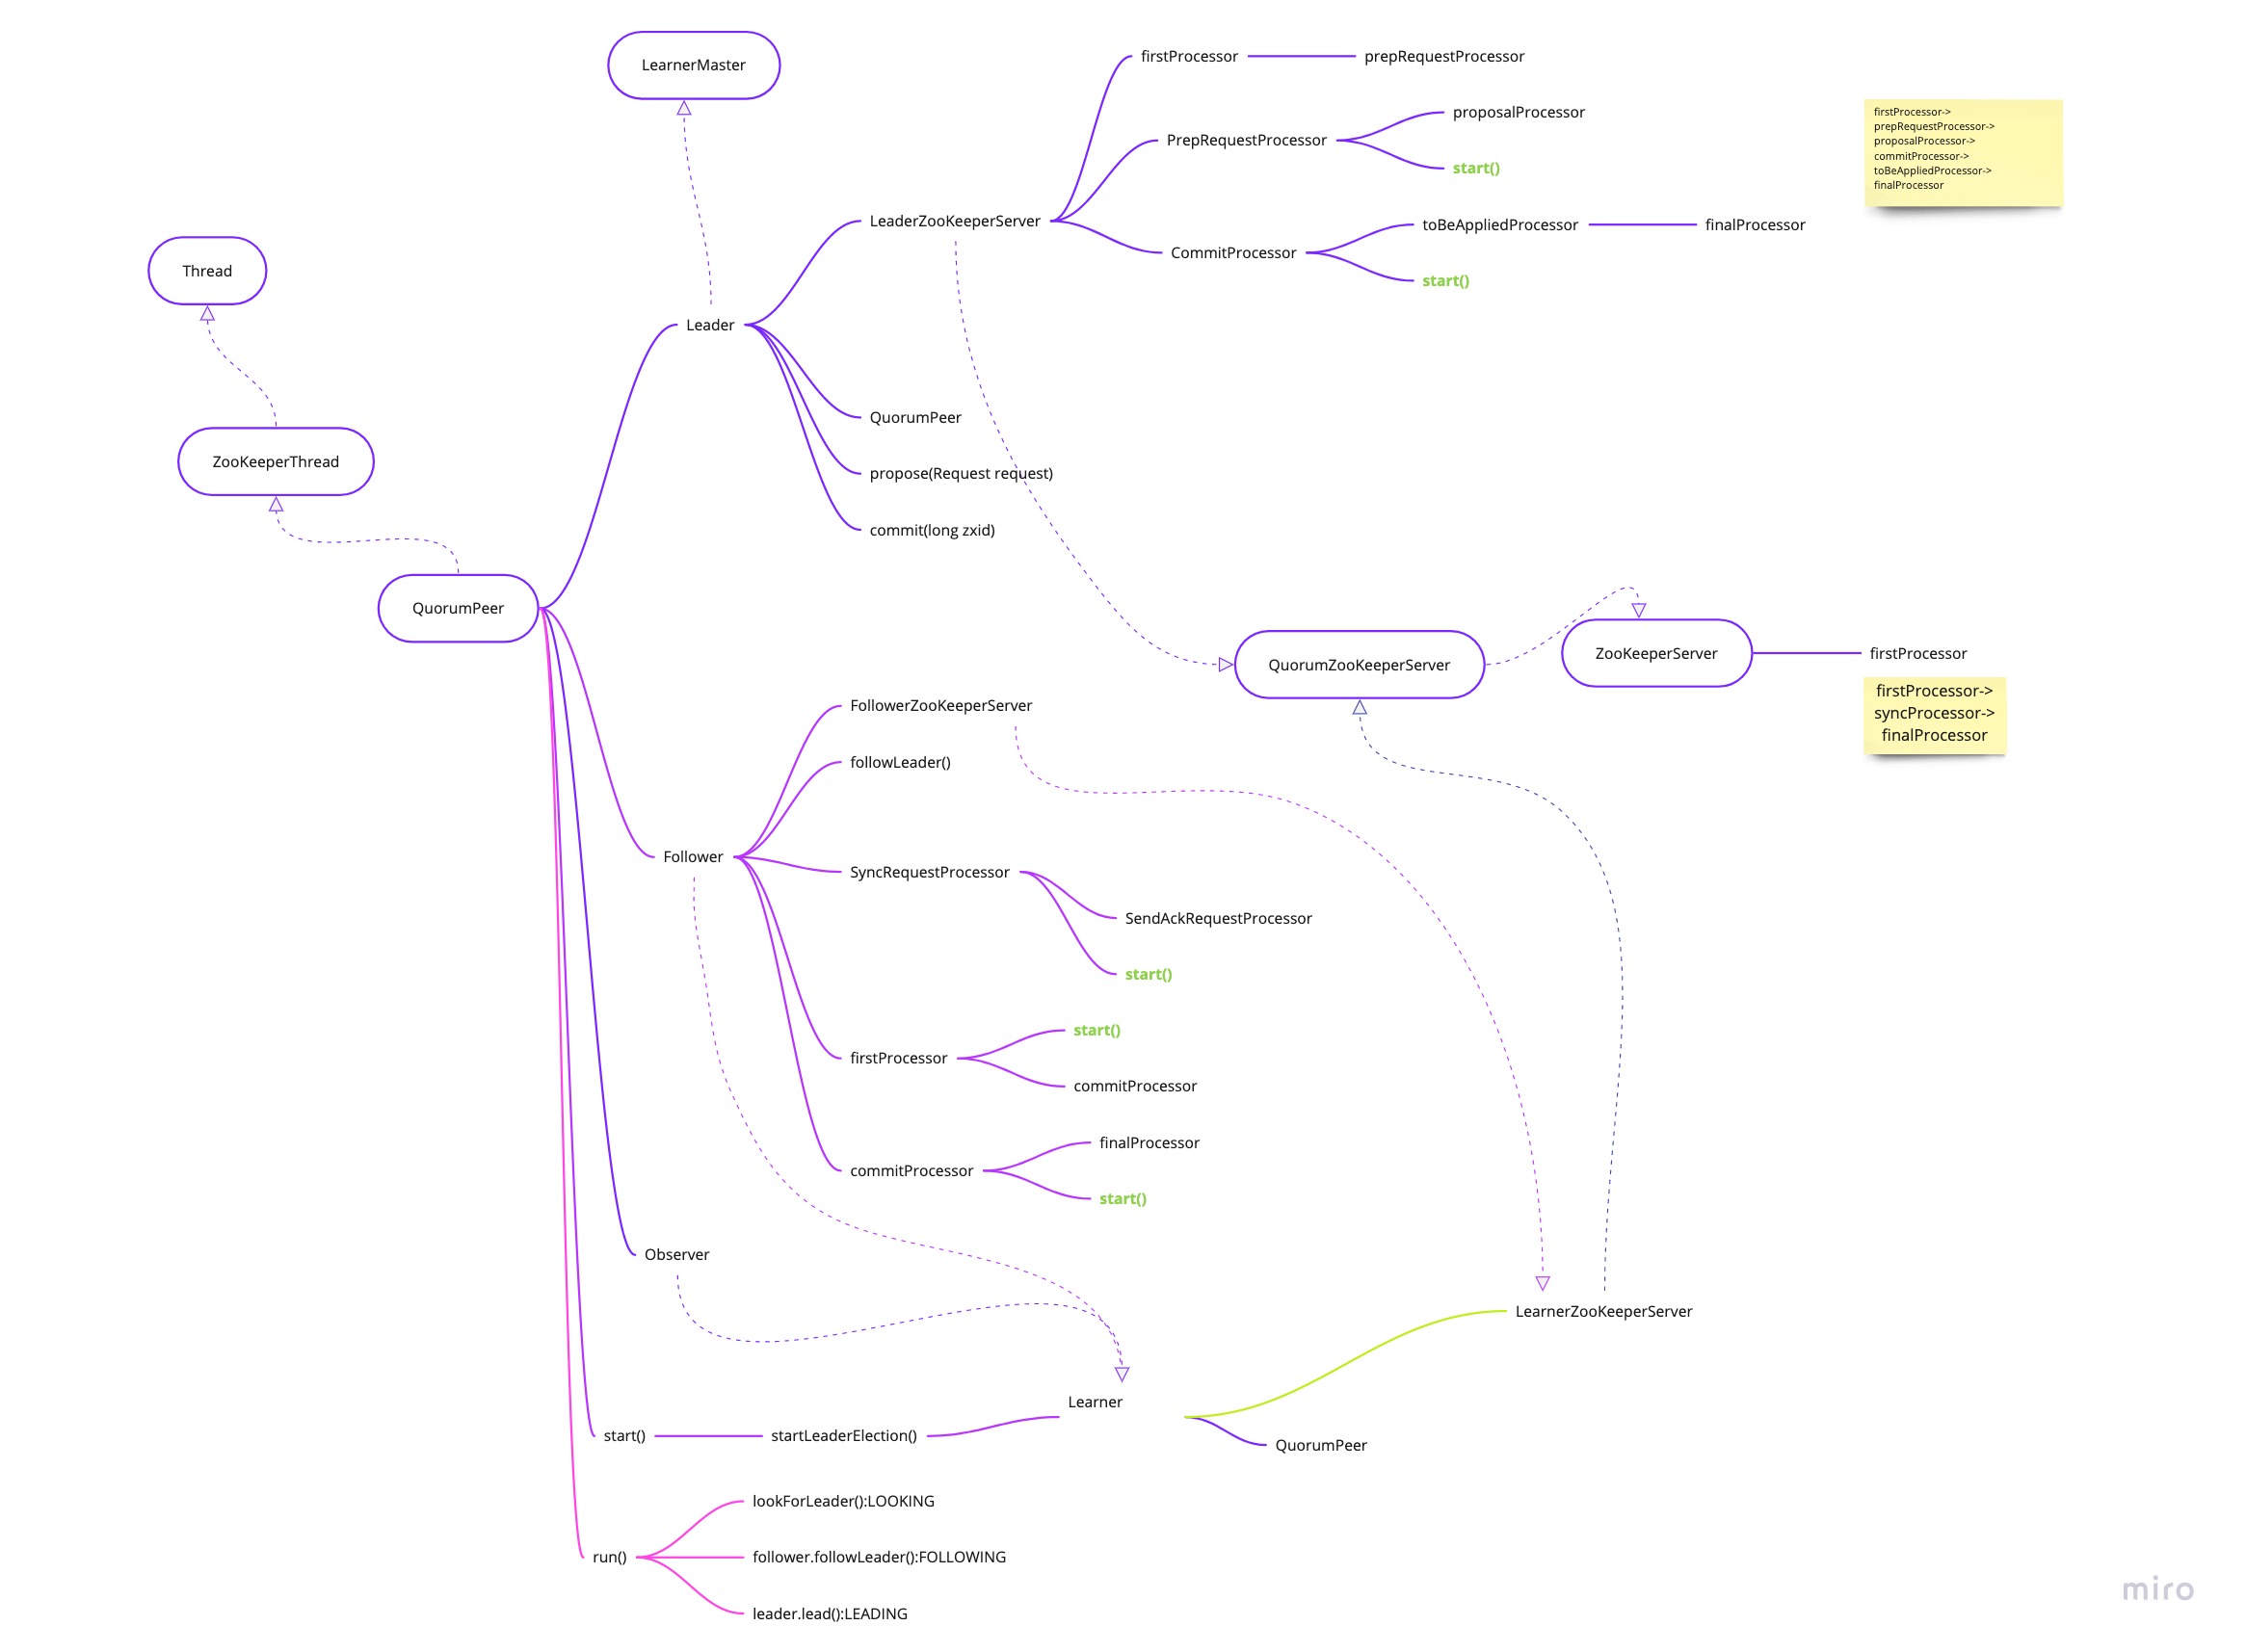 LearnerMaster
firstProcessor
prepRequestProcessor
proposalProcessor
PrepRequestProcessor
start()
firstProcessor->
prepRequestProcessor->
proposalProcessor->
commitProcessor->
toBeAppliedProcessor->
finalProcessor
LeaderZooKeeperServer
toBeAppliedProcessor
finalProcessor
CommitProcessor
start()
Thread
Leader
QuorumPeer
propose(Request request)
commit(long zxid)
ZooKeeperThread
QuorumPeer
QuorumZooKeeperServer
ZooKeeperServer
firstProcessor
firstProcessor->
syncProcessor->
finalProcessor
FollowerZooKeeperServer
followLeader()
Follower
SyncRequestProcessor
SendAckRequestProcessor
start()
start()
firstProcessor
commitProcessor
finalProcessor
commitProcessor
start()
Observer
LearnerZooKeeperServer
Learner
start()
startLeaderElection()
QuorumPeer
lookForLeader():LOOKING
run()
follower.followLeader():FOLLOWING
leader.lead():LEADING
miro